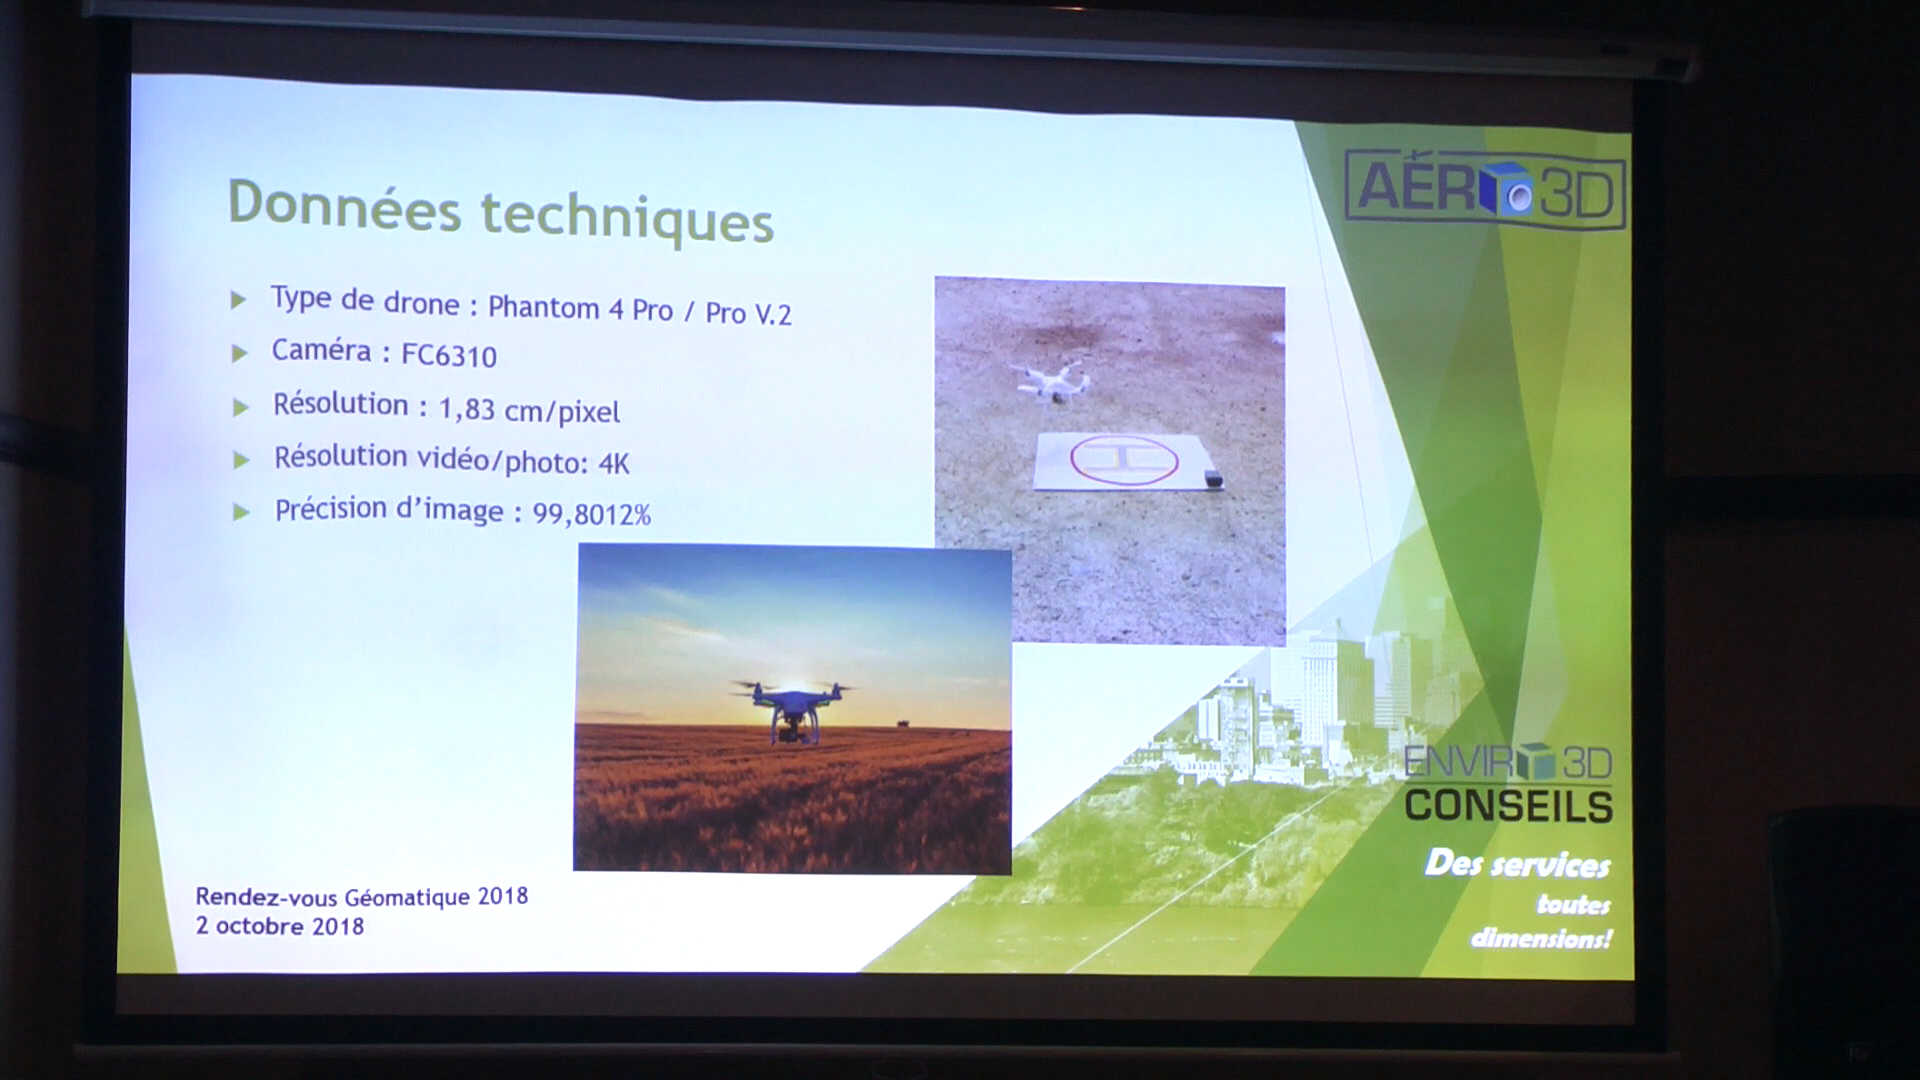 AÉRO3D
Données techniques
Type de drone : Phantom 4 Pro / Pro V.2
Caméra : FC6310
Résolution : 1,83 cm/pixel
Résolution vidéo/photo: 4K
Précision d’image : 99,8012%
H
ENVIRO3D
CONSEILS
Des services
toutes
dimensions!
Rendez-vous Géomatique 2018
2 octobre 2018